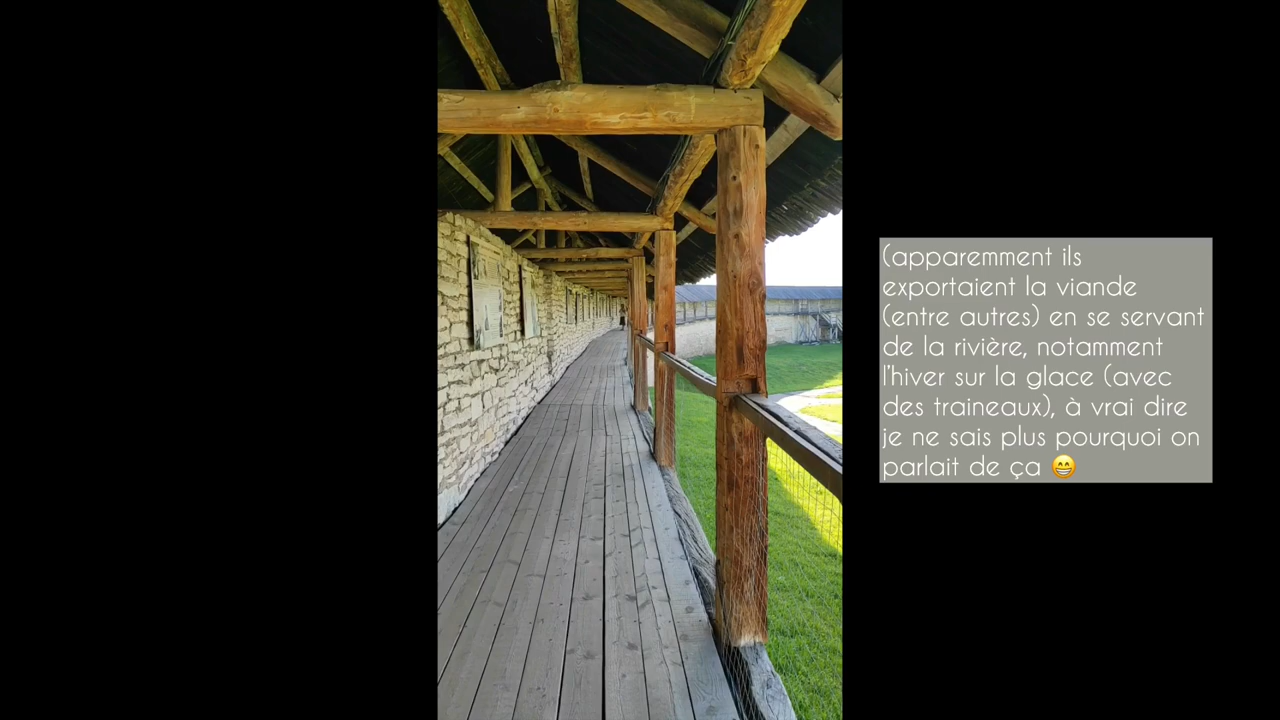 (apparemment ils
exportaient la viande
(entre autres) en se servant
de la rivière, notamment
l'hiver sur la glace (avec
des traineaux), à vrai dire
je ne sais plus pourquoi on
parlait de ça 😁